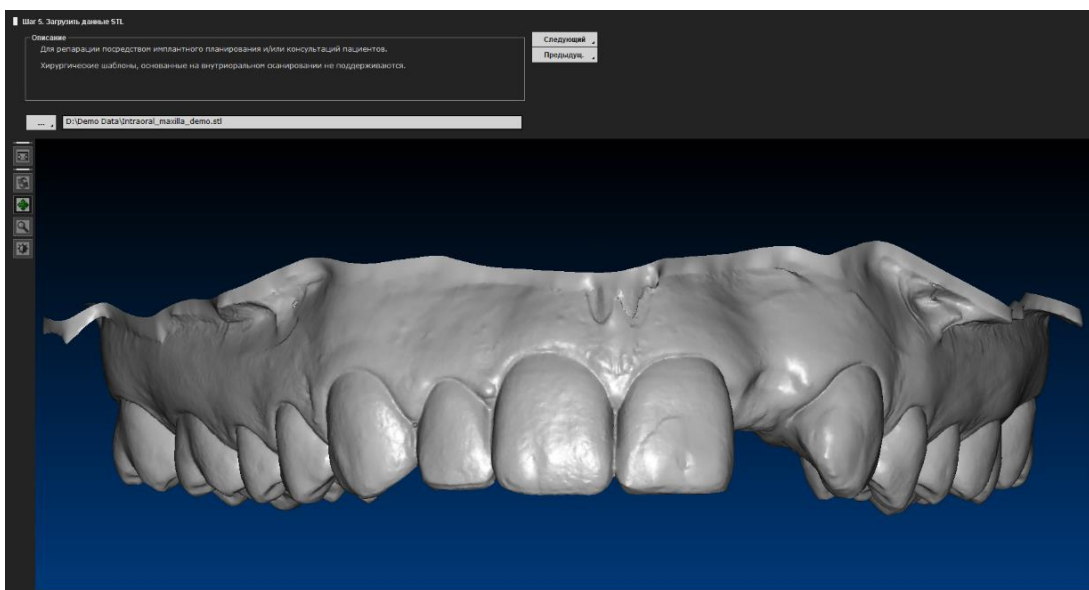 Шаг 5. Загрузить данные STL
Описание
Для репарации посредством имплантного планирования и/или консультаций пациентов.
Хирургические шаблоны, основанные на внутриоральном сканировании не поддерживаются.
Следующий
Предыдущ.
... D:\Demo Data\Intraoral_maxilla_demo.stl